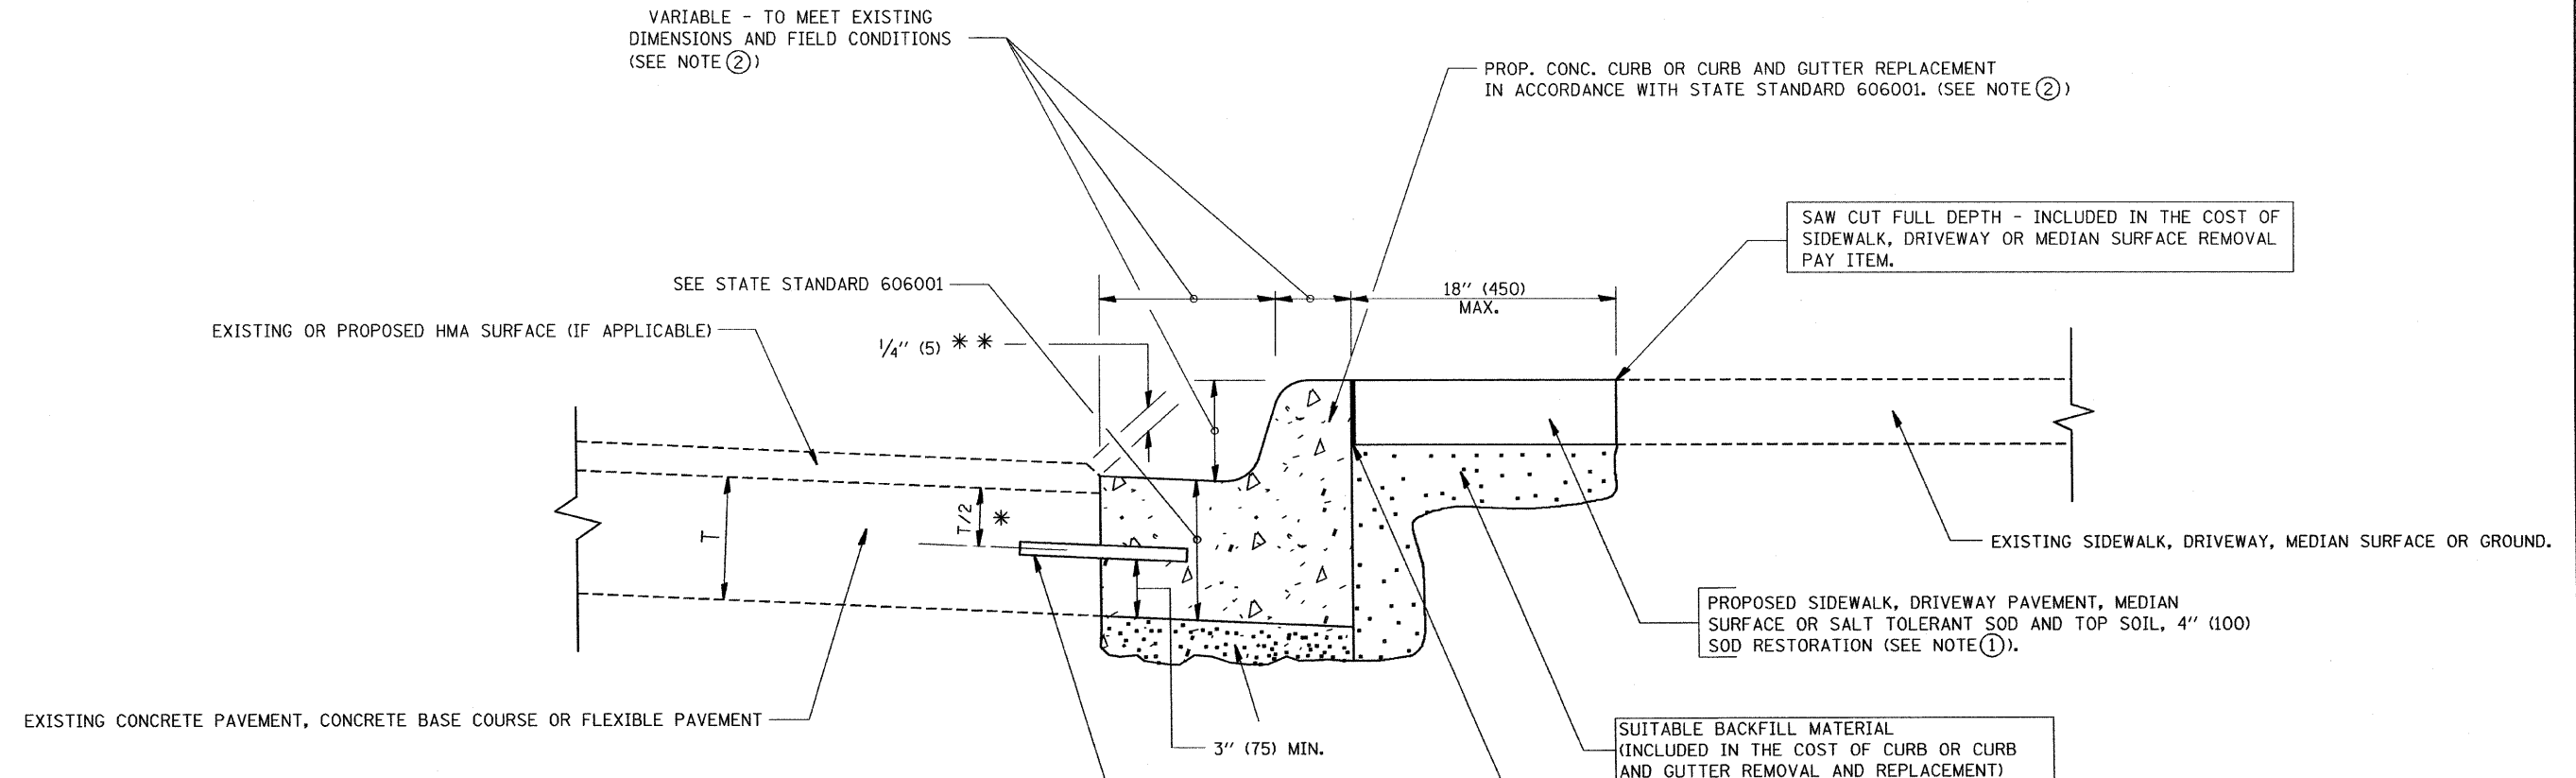 VARIABLE - TO MEET EXISTING
DIMENSIONS AND FIELD CONDITIONS
(SEE NOTE 2)
PROP. CONC. CURB OR CURB AND GUTTER REPLACEMENT
IN ACCORDANCE WITH STATE STANDARD 606001. (SEE NOTE 2)
SAW CUT FULL DEPTH - INCLUDED IN THE COST OF
SIDEWALK, DRIVEWAY OR MEDIAN SURFACE REMOVAL
PAY ITEM.
SEE STATE STANDARD 606001
18" (450)
MAX.
EXISTING OR PROPOSED HMA SURFACE (IF APPLICABLE)
1/4" (5) * *
T
T/2 *
EXISTING SIDEWALK, DRIVEWAY, MEDIAN SURFACE OR GROUND.
PROPOSED SIDEWALK, DRIVEWAY PAVEMENT, MEDIAN
SURFACE OR SALT TOLERANT SOD AND TOP SOIL, 4" (100)
SOD RESTORATION (SEE NOTE 1).
EXISTING CONCRETE PAVEMENT, CONCRETE BASE COURSE OR FLEXIBLE PAVEMENT
3" (75) MIN.
SUITABLE BACKFILL MATERIAL
(INCLUDED IN THE COST OF CURB OR CURB
AND GUTTER REMOVAL AND REPLACEMENT)